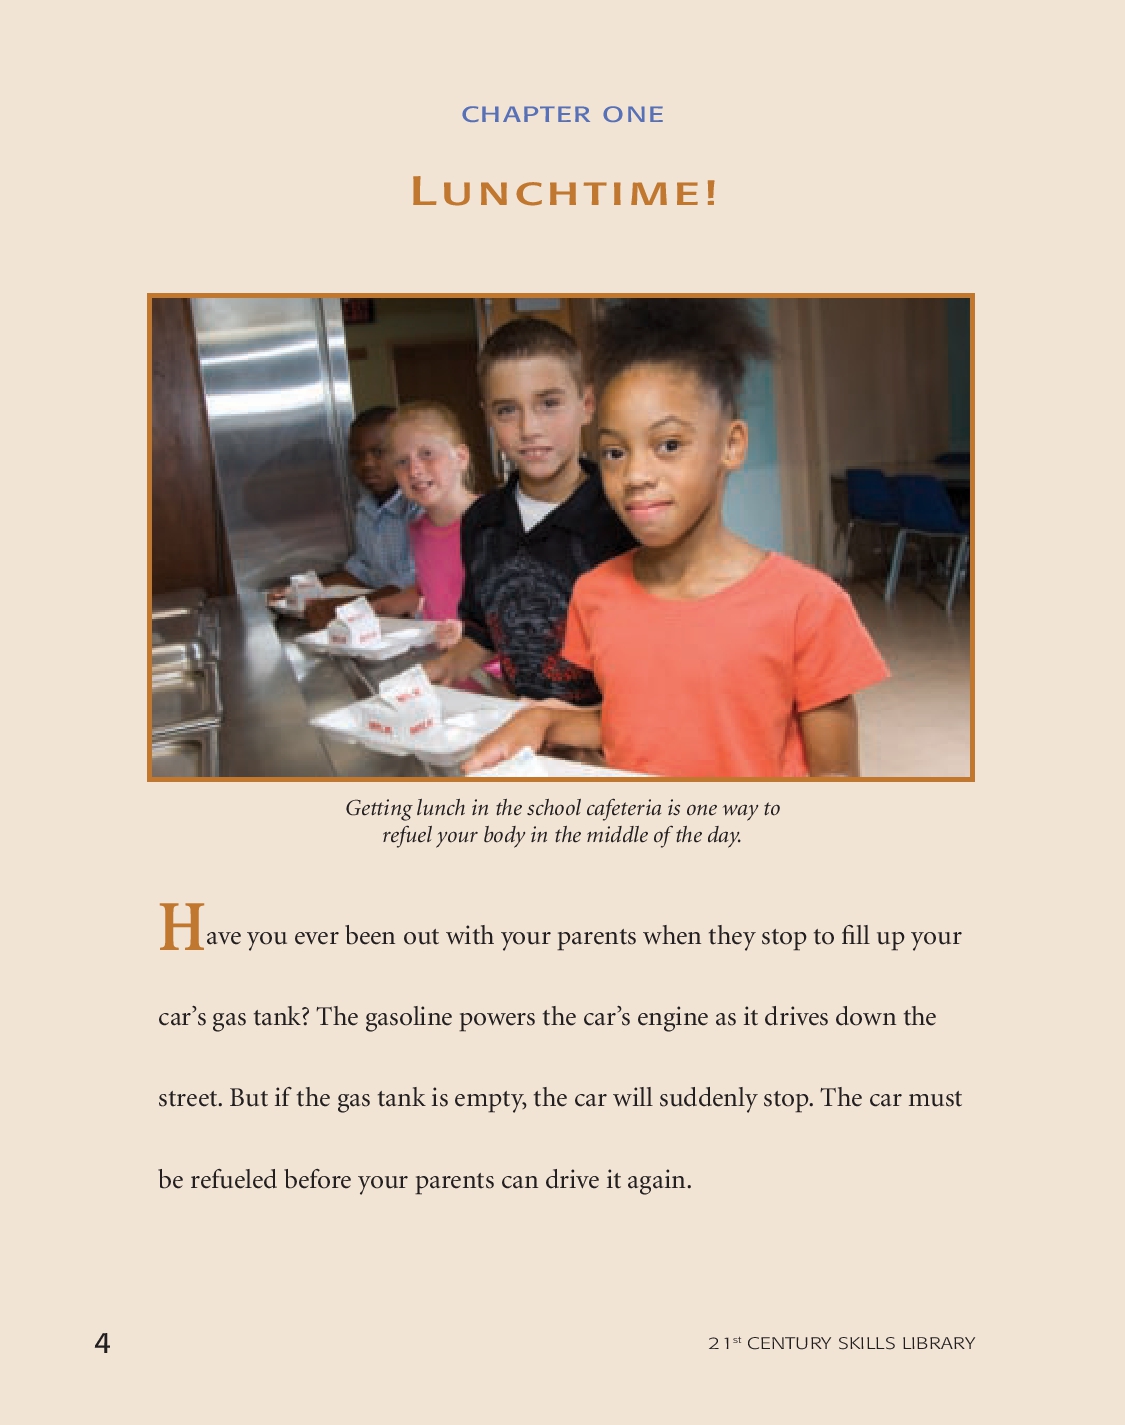 CHAPTER ONE
LUNCHTIME!
MILK
MILK
MILK
Getting lunch in the school cafeteria is one way to
refuel your body in the middle of the day.
Have you ever been out with your parents when they stop to fill up your
car’s gas tank? The gasoline powers the car’s engine as it drives down the
street. But if the gas tank is empty, the car will suddenly stop. The car must
be refueled before your parents can drive it again.
4
21st CENTURY SKILLS LIBRARY